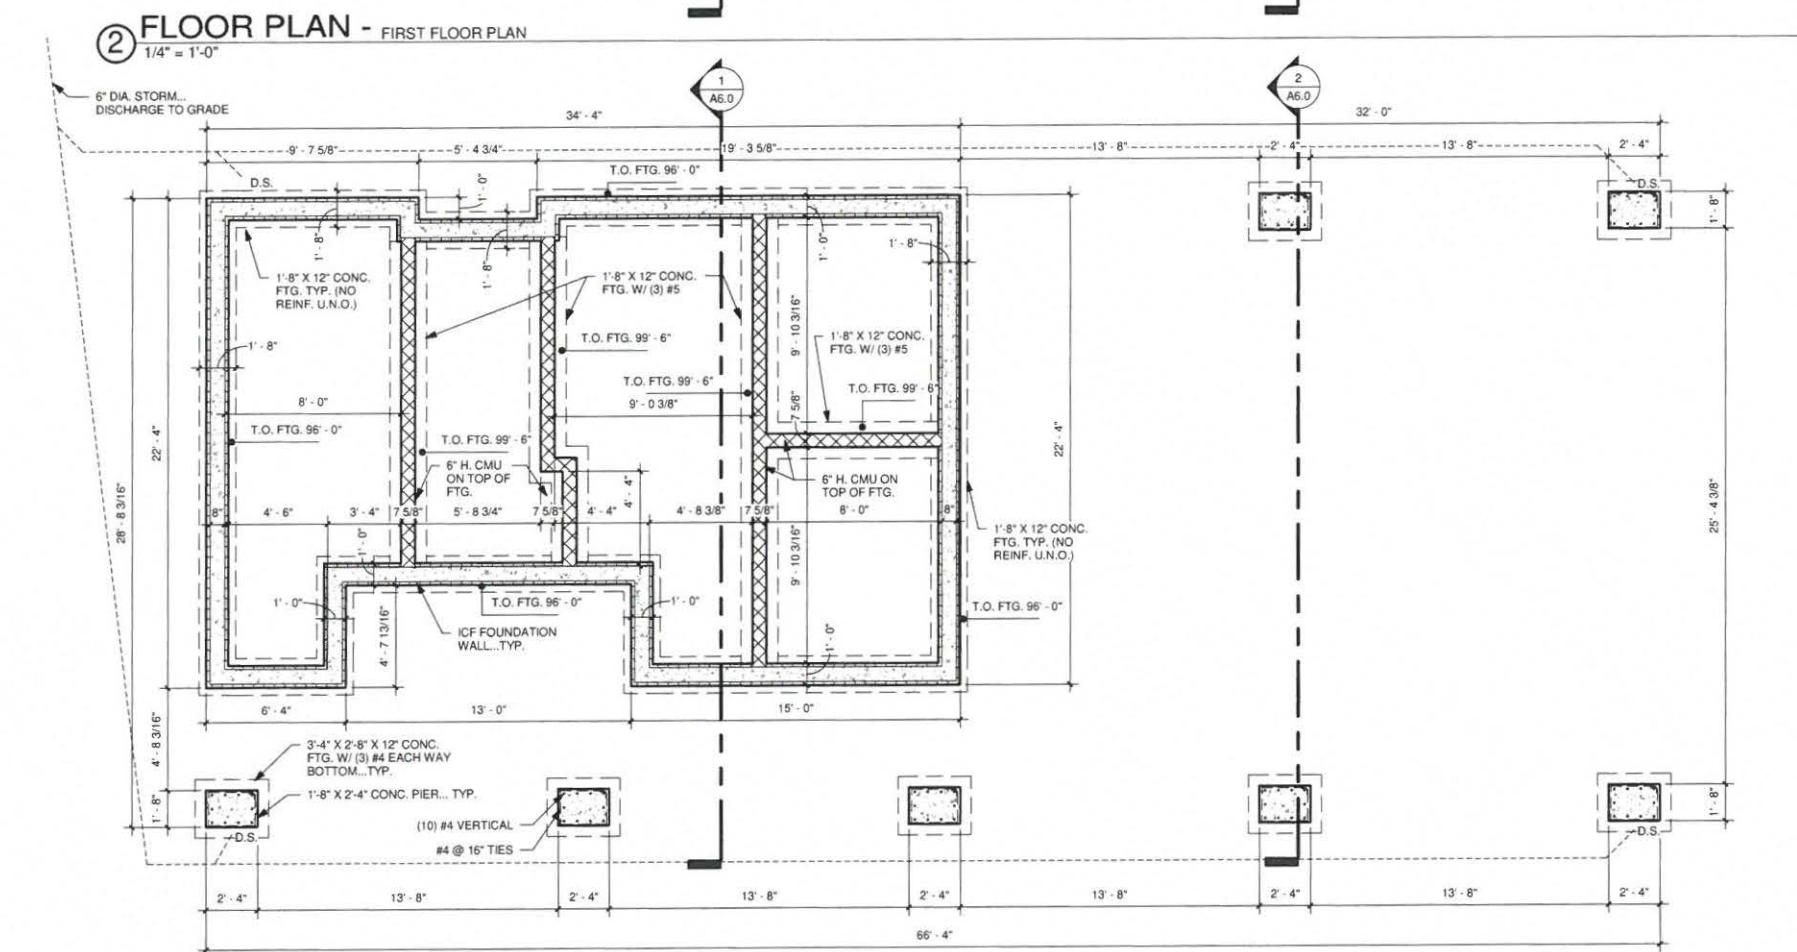 2 FLOOR PLAN - FIRST FLOOR PLAN
1/4" = 1'-0"
1
A6.0
2
A6.0
6" DIA. STORM...
DISCHARGE TO GRADE
34' - 4"
32' - 0"
9' - 7 5/8"
5' - 4 3/4"
19' - 3 5/8"
13' - 8"
2' - 4"
13' - 8"
2' - 4"
D.S.
1' - 0"
T.O. FTG. 96' - 0"
D.S.
1' - 8"
1' - 8"
1' - 8"
1' - 0"
1' - 8"
1'-8" X 12" CONC.
FTG. TYP. (NO
REINF. U.N.O.)
1'-8" X 12" CONC.
FTG. W/ (3) #5
9' - 10 3/16"
1' - 8"
T.O. FTG. 99' - 6"
1'-8" X 12" CONC.
FTG. W/ (3) #5
T.O. FTG. 99' - 6"
T.O. FTG. 99' - 6"
8' - 0"
9' - 0 3/8"
7 5/8"
T.O. FTG. 96' - 0"
T.O. FTG. 99' - 6"
22' - 4"
22' - 4"
6" H. CMU
ON TOP OF
FTG.
6" H. CMU ON
TOP OF FTG.
4' - 4"
28' - 8 3/16"
25' - 4 3/8"
8"
4' - 6"
3' - 4"
7 5/8"
5' - 8 3/4"
7 5/8"
4' - 4"
4' - 8 3/8"
7 5/8"
8' - 0"
8"
1'-8" X 12" CONC.
FTG. TYP. (NO
REINF. U.N.O.)
1' - 0"
9' - 10 3/16"
1' - 0"
T.O. FTG. 96' - 0"
1' - 0"
T.O. FTG. 96' - 0"
ICF FOUNDATION
WALL...TYP.
4' - 7 13/16"
1' - 0"
6' - 4"
13' - 0"
15' - 0"
4' - 8 3/16"
3'-4" X 2'-8" X 12" CONC.
FTG. W/ (3) #4 EACH WAY
BOTTOM...TYP.
1'-8" X 2'-4" CONC. PIER... TYP.
1' - 8"
1' - 8"
(10) #4 VERTICAL
#4 @ 16" TIES
D.S.
D.S.
2' - 4"
13' - 8"
2' - 4"
13' - 8"
2' - 4"
13' - 8"
2' - 4"
13' - 8"
2' - 4"
66' - 4"